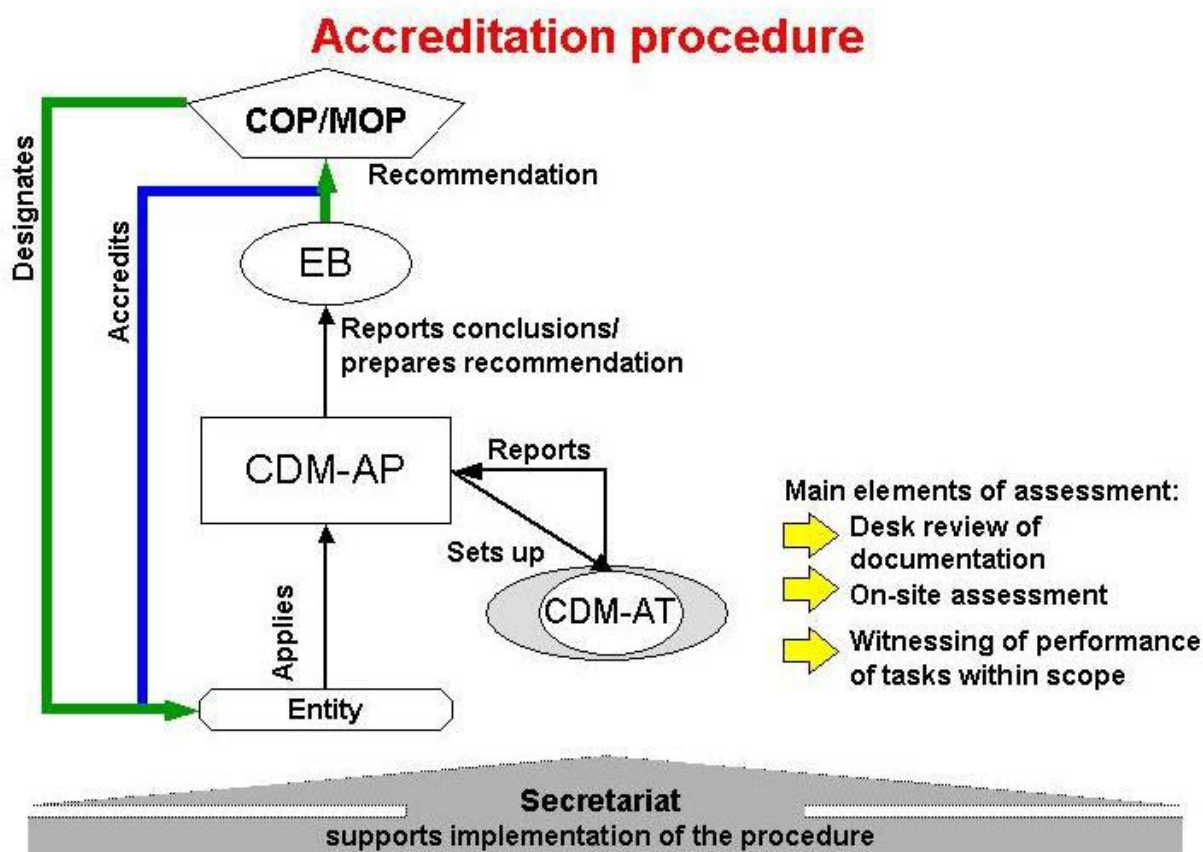 Accreditation procedure
COP/MOP
Recommendation
Designates
Accredits
EB
Reports conclusions/
prepares recommendation
CDM-AP
Reports
Sets up
CDM-AT
Applies
Entity
Main elements of assessment:
Desk review of
documentation
On-site assessment
Witnessing of performance
of tasks within scope
Secretariat
supports implementation of the procedure